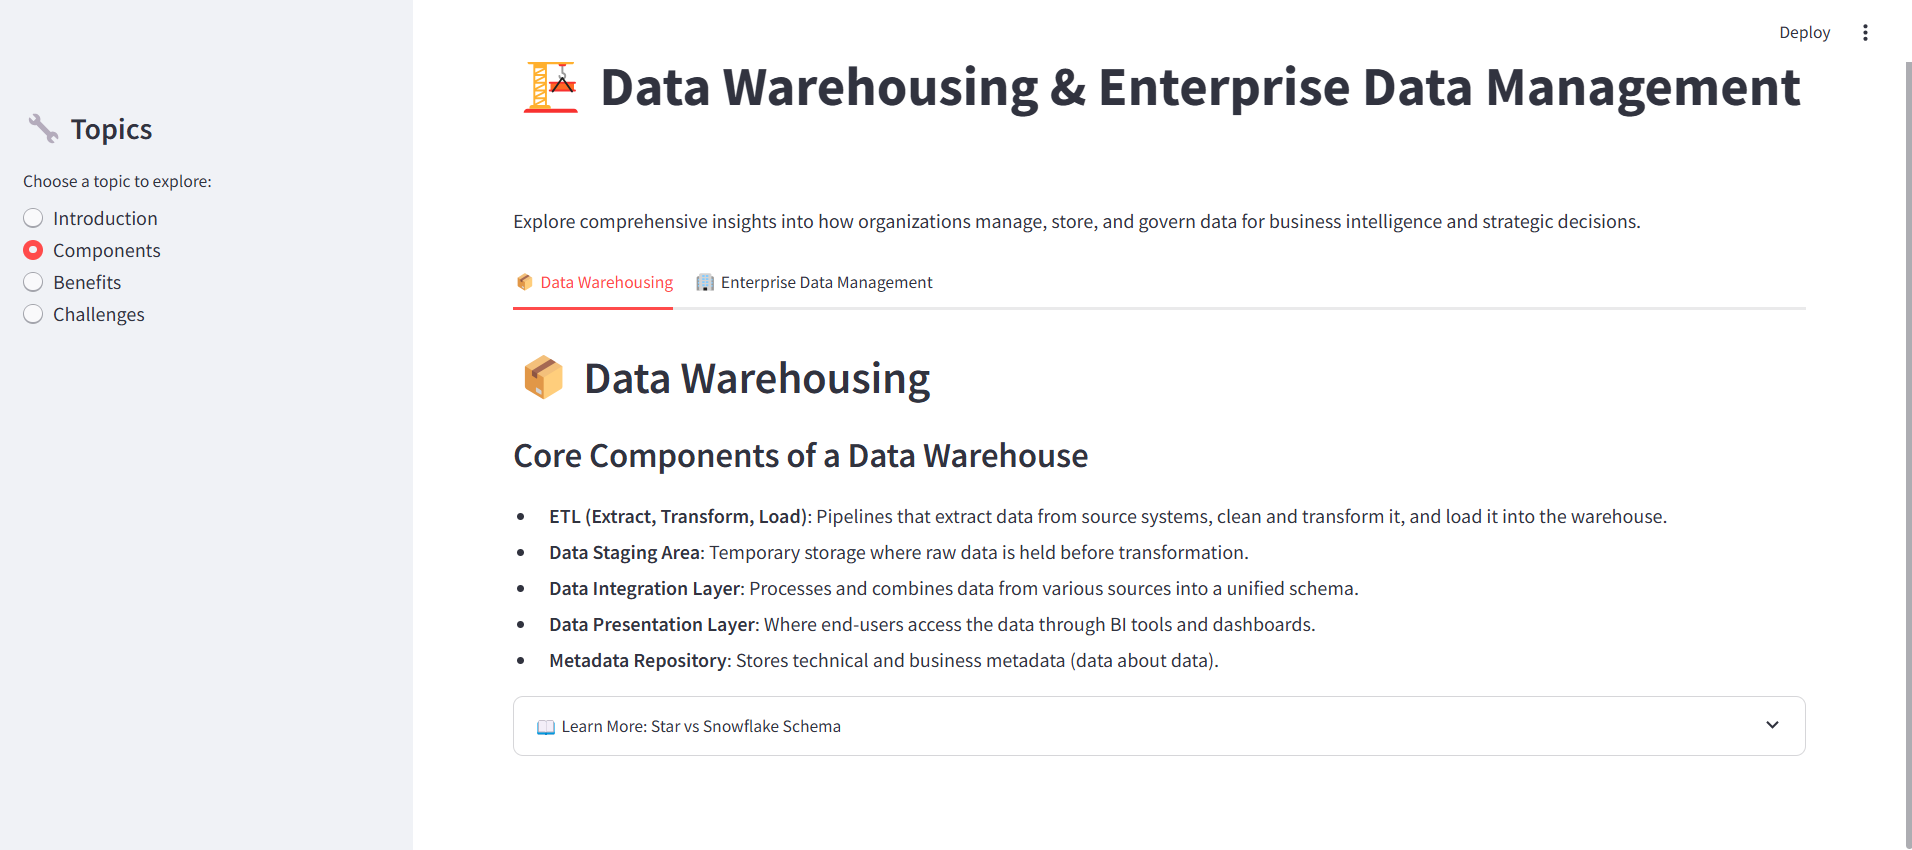 Deploy
Topics
Choose a topic to explore:
Introduction
Components
Benefits
Challenges
Data Warehousing & Enterprise Data Management
Explore comprehensive insights into how organizations manage, store, and govern data for business intelligence and strategic decisions.
Data Warehousing
Enterprise Data Management
Data Warehousing
Core Components of a Data Warehouse
ETL (Extract, Transform, Load): Pipelines that extract data from source systems, clean and transform it, and load it into the warehouse.
Data Staging Area: Temporary storage where raw data is held before transformation.
Data Integration Layer: Processes and combines data from various sources into a unified schema.
Data Presentation Layer: Where end-users access the data through BI tools and dashboards.
Metadata Repository: Stores technical and business metadata (data about data).
Learn More: Star vs Snowflake Schema